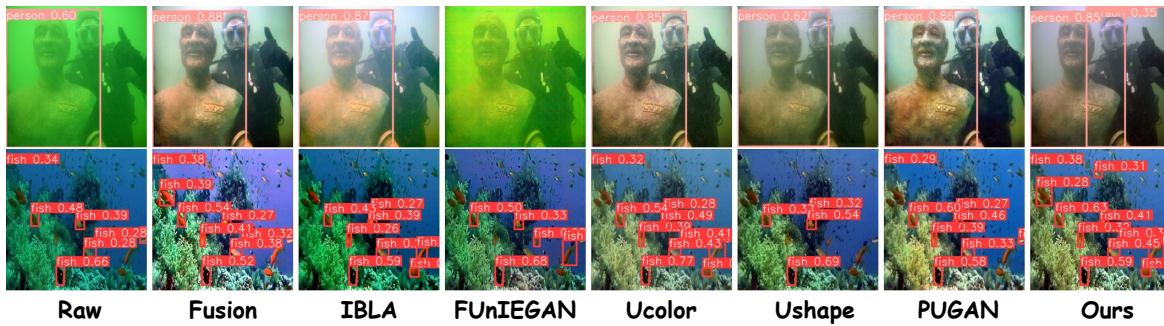 person 0.60
person 0.88
person 0.87
person 0.85
person 0.62
person 0.86
person 0.85
0.35
fish 0.34
fish 0.48
fish 0.39
fish 0.28
fish 0.28
fish 0.66
fish 0.38
fish 0.39
fish 0.54
fish 0.27
0.41
0.32
fish 0.38
fish 0.52
0.27
fish 0.39
fish 0.26
fish 0.59
fish
fish 0.50
fish 0.33
fish
fish 0.68
fish 0.32
fish 0.54
0.28
fish 0.49
0.39
0.41
0.43
fish 0.77
fish
fish 0.32
fish 0.54
fish 0.69
fish 0.29
fish 0.60
0.27
fish 0.46
fish 0.39
fish 0.33
fish 0.58
fish 0.38
fish 0.31
fish 0.28
fish 0.63
fish 0.41
0.45
fish 0.59
Raw Fusion IBLA FUnIEGAN Ucolor Ushape PUGAN Ours